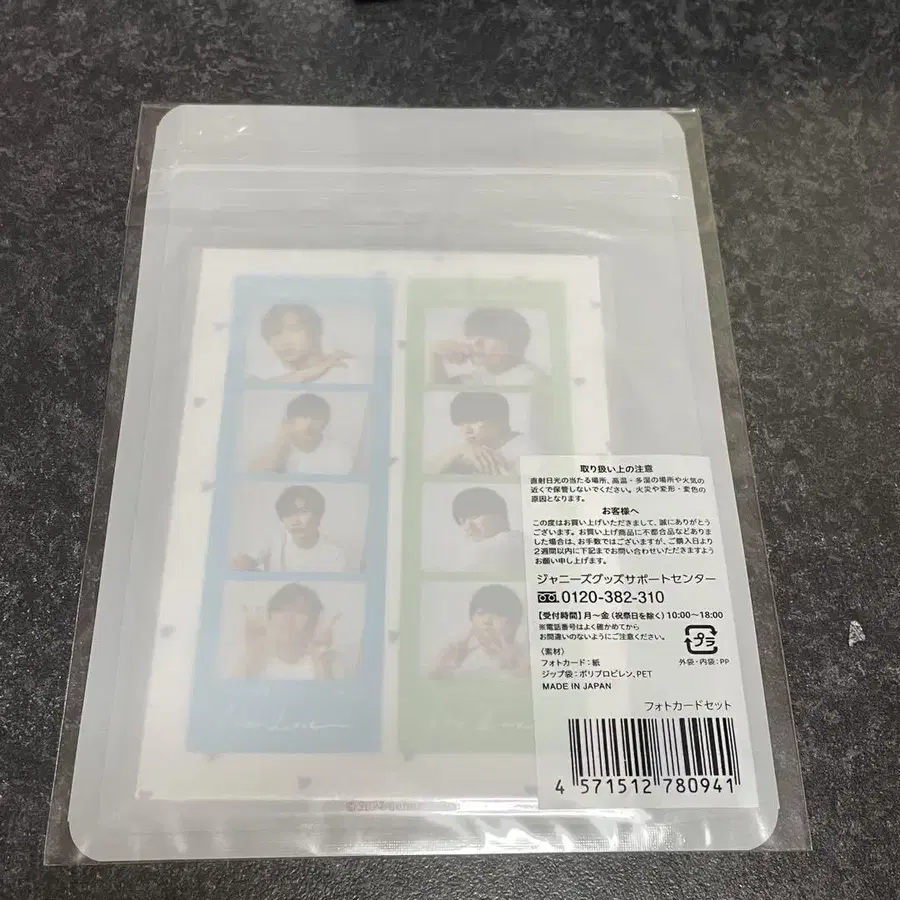 取り扱い上の注意
直射日光の当たる場所、高温・多湿の場所や火気の
近くで保管しないでください。火災や変形・変色の
原因となります。
お客様へ
この度はお買い上げいただきまして、誠にありがとう
ございます。お買い上げ商品に不都合品などありま
した場合は、お手数ではございますが、ご購入日より
2週間以内に下記までお問い合わせいただきますよう
お願い申し上げます。
ジャニーズグッズサポートセンター
0120-382-310
【受付時間】月〜金(祝祭日を除く)10:00〜18:00
※電話番号はよく確かめてから
お間違いのないようにご注意ください。
プラ
外袋・内袋:PP
〈素材〉
フォトカード:紙
ジップ袋:ポリプロピレン、PET
MADE IN JAPAN
フォトカードセット
4 571512 780941